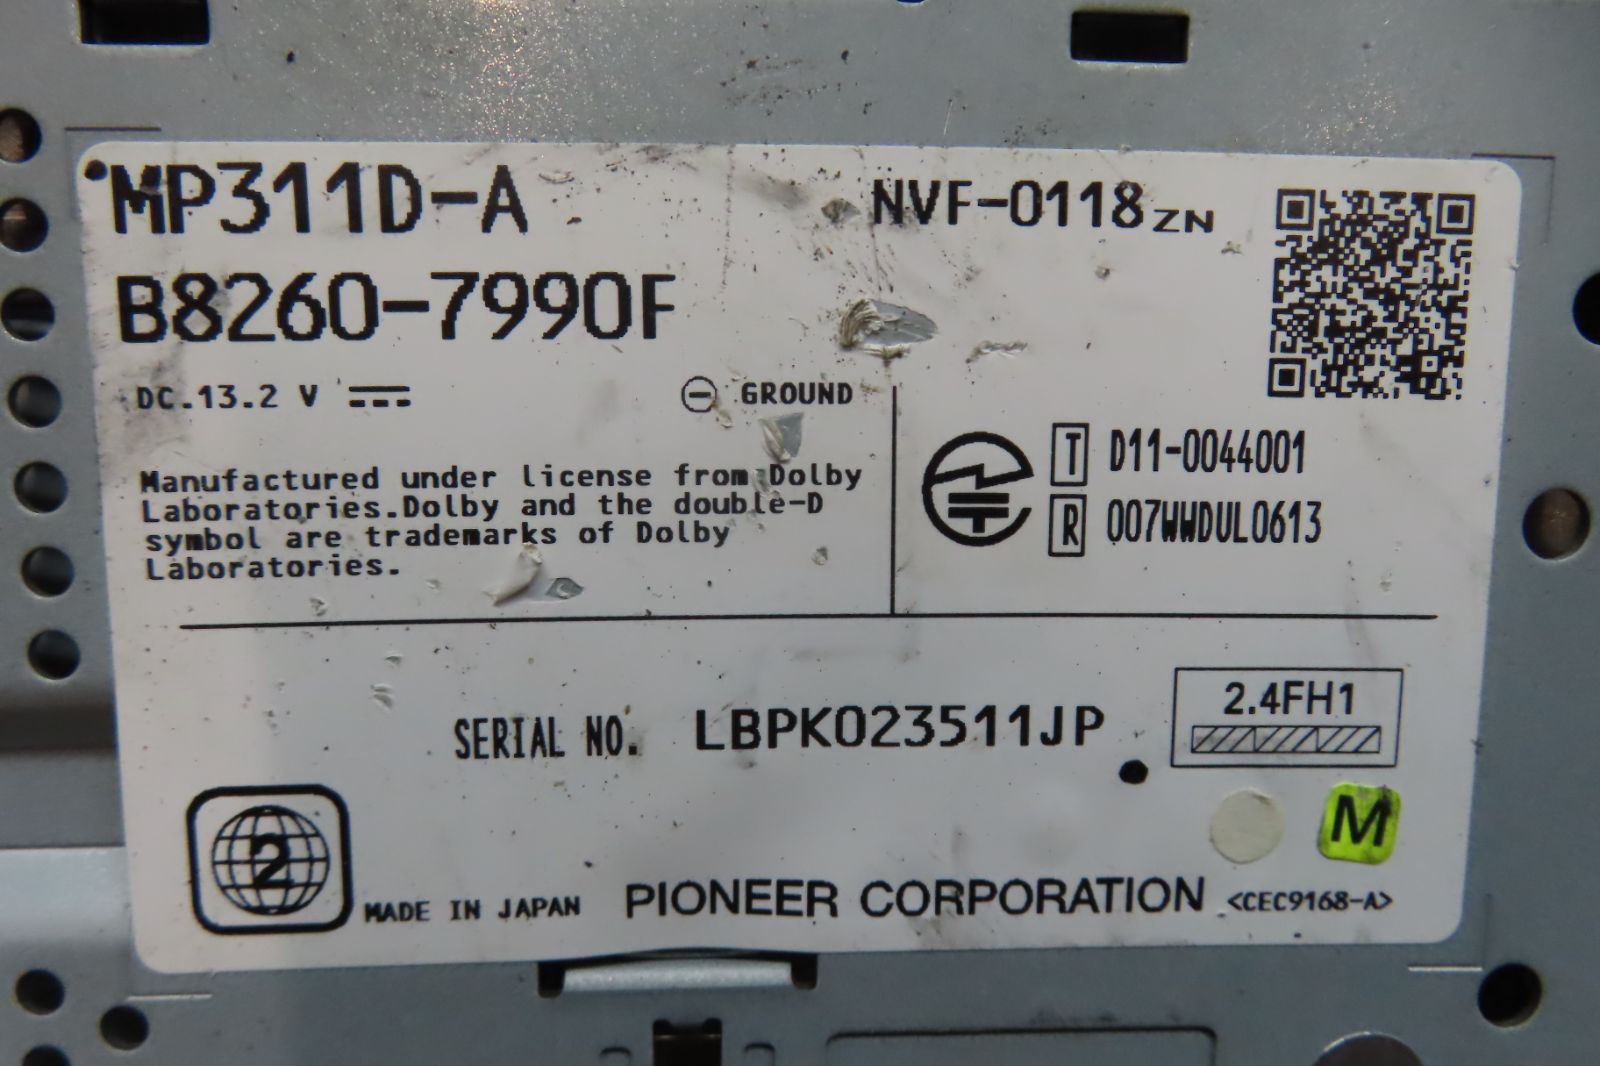 MP311D-A
NVF-0118ZN
B8260-7990F
DC.13.2 V
GROUND
Manufactured under license from Dolby
Laboratories.Dolby and the double-D
symbol are trademarks of Dolby
Laboratories.
T D11-0044001
R 007WWDUL0613
SERIAL NO. LBPK023511JP
2.4FH1
M
2
MADE IN JAPAN PIONEER CORPORATION <CEC9168-A>